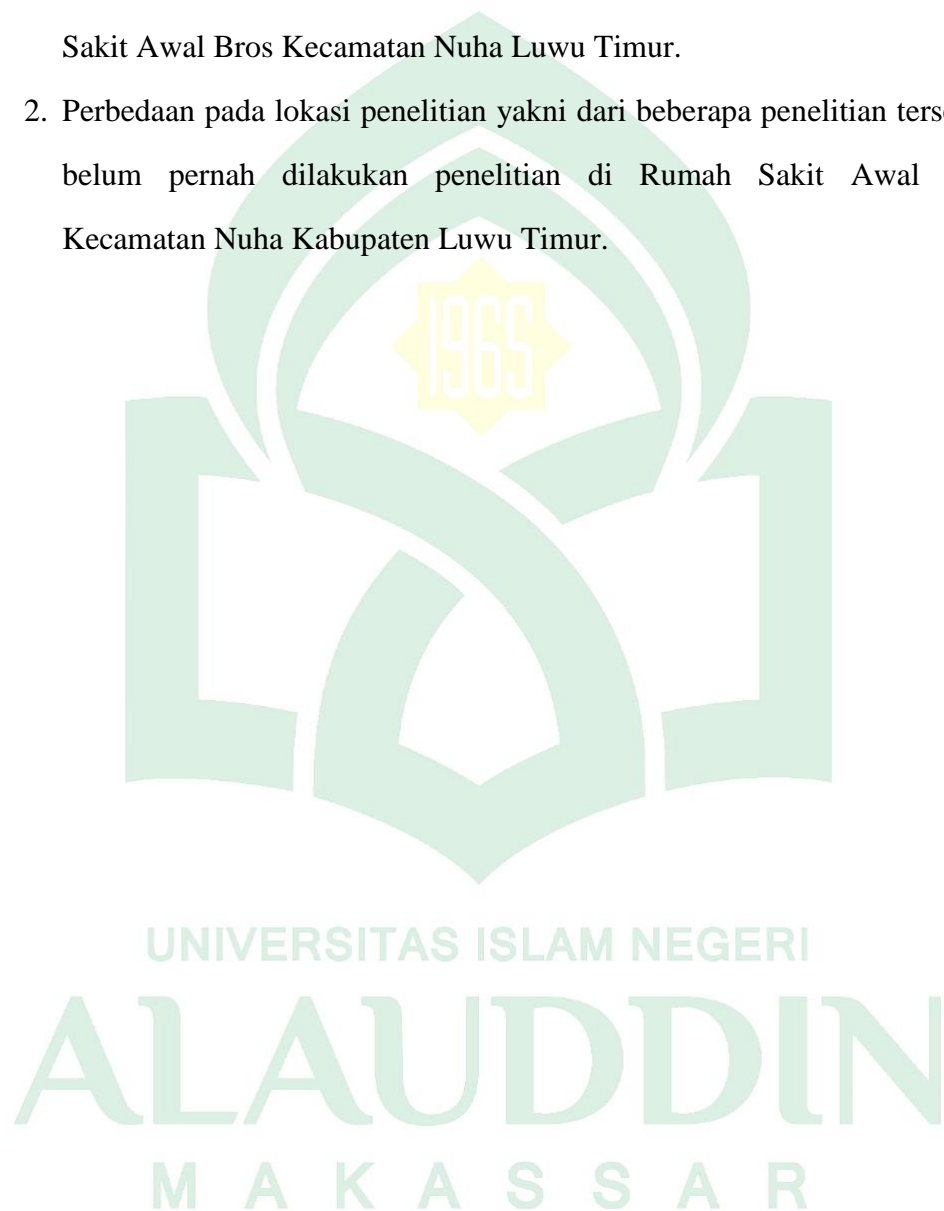 Sakit Awal Bros Kecamatan Nuha Luwu Timur.
2. Perbedaan pada lokasi penelitian yakni dari beberapa penelitian
belum pernah dilakukan penelitian di Rumah Sakit Awal
Kecamatan Nuha Kabupaten Luwu Timur.
1965
UNIVERSITAS ISLAM NEGERI
ALAUDDIN
MAKASSAR